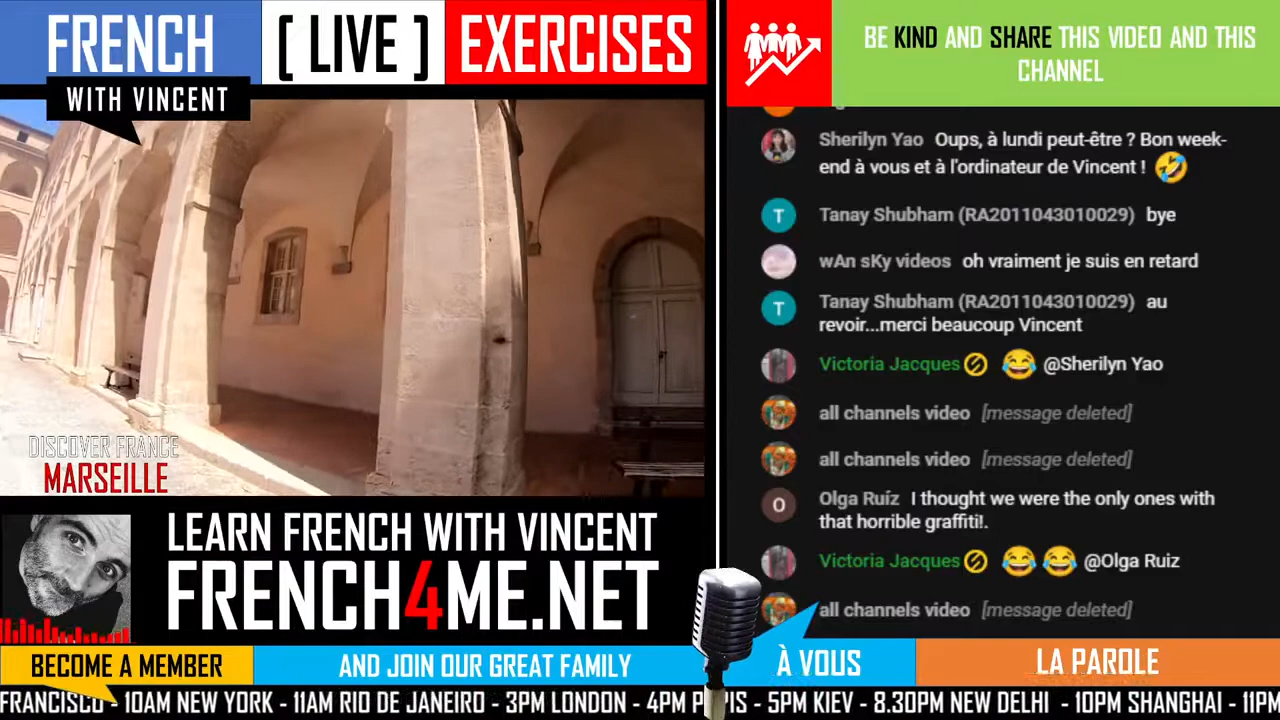 FRENCH
[ LIVE ]
EXERCISES
WITH VINCENT
BE KIND AND SHARE THIS VIDEO AND THIS
CHANNEL
Sherilyn Yao Oups, à lundi peut-être ? Bon week-
end à vous et à l'ordinateur de Vincent ! 🤣
T Tanay Shubham (RA2011043010029) bye
wAn sKy videos oh vraiment je suis en retard
T Tanay Shubham (RA2011043010029) au
revoir...merci beaucoup Vincent
Victoria Jacques 😂 @Sherilyn Yao
all channels video [message deleted]
all channels video [message deleted]
O Olga Ruíz I thought we were the only ones with
that horrible graffiti!.
Victoria Jacques 😂 😂 @Olga Ruiz
all channels video [message deleted]
DISCOVER FRANCE
MARSEILLE
LEARN FRENCH WITH VINCENT
FRENCH4ME.NET
BECOME A MEMBER
AND JOIN OUR GREAT FAMILY
À VOUS
LA PAROLE
FRANCISCO - 10AM NEW YORK - 11AM RIO DE JANEIRO - 3PM LONDON - 4PM P IS - 5PM KIEV - 8.30PM NEW DELHI - 10PM SHANGHAI - 11PM